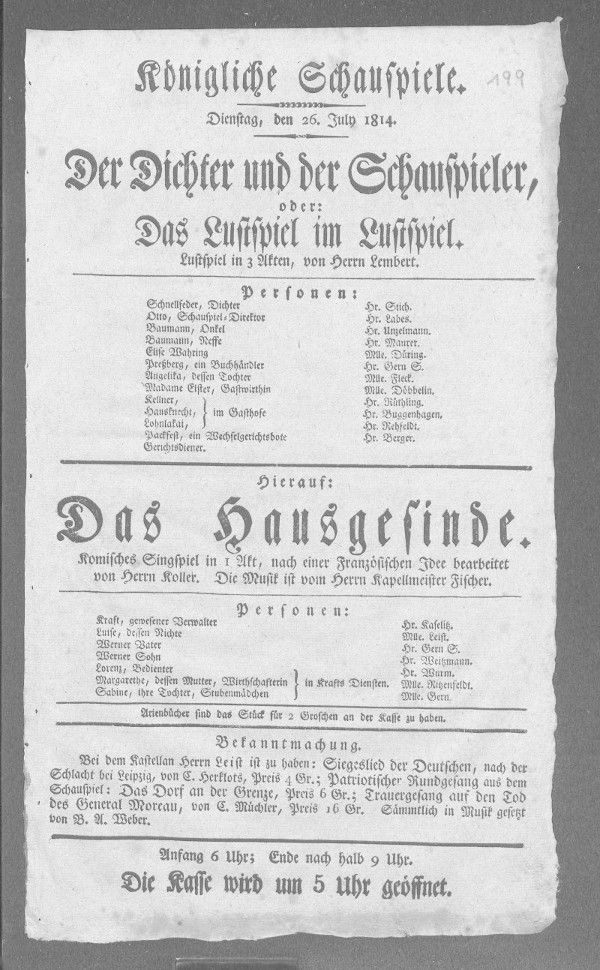 199
Königliche Schauspiele.
Dienstag, den 26. July 1814.
Der Dichter und der Schauspieler,
oder:
Das Lustspiel im Lustspiel.
Lustspiel in 3 Akten, von Herrn Lembert.
Personen:
Schnellfeder, Dichter Hr. Stich.
Otto, Schauspiel-Direktor Hr. Labes.
Baumann, Onkel Hr. Unzelmann.
Baumann, Neffe Hr. Maurer.
Elise Wahring Mlle. Düring.
Preßberg, ein Buchhändler Hr. Gern S.
Angelika, dessen Tochter Mlle. Fleck.
Madame Elster, Gastwirthin Mlle. Döbbelin.
Kellner, Hr. Rüthling.
Hausknecht, } im Gasthofe Hr. Buggenhagen.
Lohnlakai, Hr. Rehfeldt.
Packfest, ein Wechselgerichtsbote Hr. Berger.
Gerichtsdiener.
Hierauf:
Das Hausgesinde.
Komisches Singspiel in 1 Akt, nach einer Französischen Idee bearbeitet
von Herrn Koller. Die Musik ist vom Herrn Kapellmeister Fischer.
Personen:
Kraft, gewesener Verwalter Hr. Kaselitz.
Luise, dessen Nichte Mlle. Leist.
Werner Vater Hr. Gern S.
Werner Sohn Hr. Weitzmann.
Lorenz, Bedienter Hr. Wurm.
Margarethe, dessen Mutter, Wirthschafterin } in Krafts Diensten. Mlle. Ritzenfeldt.
Sabine, ihre Tochter, Stubenmädchen Mlle. Gern.
Arienbücher sind das Stück für 2 Groschen an der Kasse zu haben.
Bekanntmachung.
Bei dem Kastellan Herrn Leist ist zu haben: Siegeslied der Deutschen, nach der
Schlacht bei Leipzig, von C. Herklots, Preis 4 Gr.; Patriotischer Rundgesang aus dem
Schauspiel: Das Dorf an der Grenze, Preis 6 Gr.; Trauergesang auf den Tod
des General Moreau, von C. Müchler, Preis 16 Gr. Sämmtlich in Musik gesetzt
von B. A. Weber.
Anfang 6 Uhr; Ende nach halb 9 Uhr.
Die Kasse wird um 5 Uhr geöffnet.